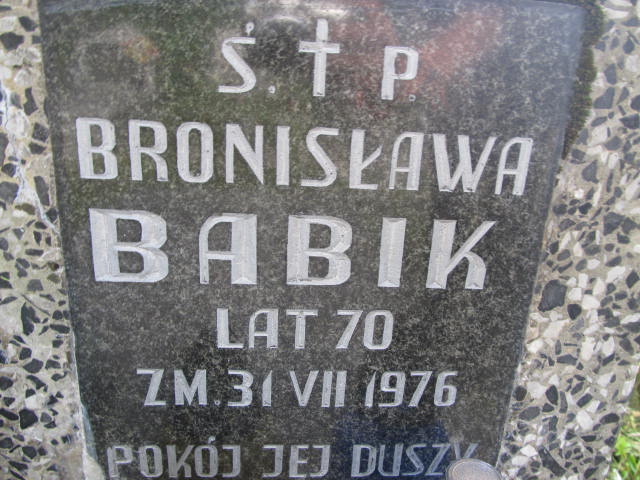 Ś. † P.
BRONISŁAWA
BABIK
LAT 70
ZM. 31 VII 1976
POKÓJ JEJ DUSZY